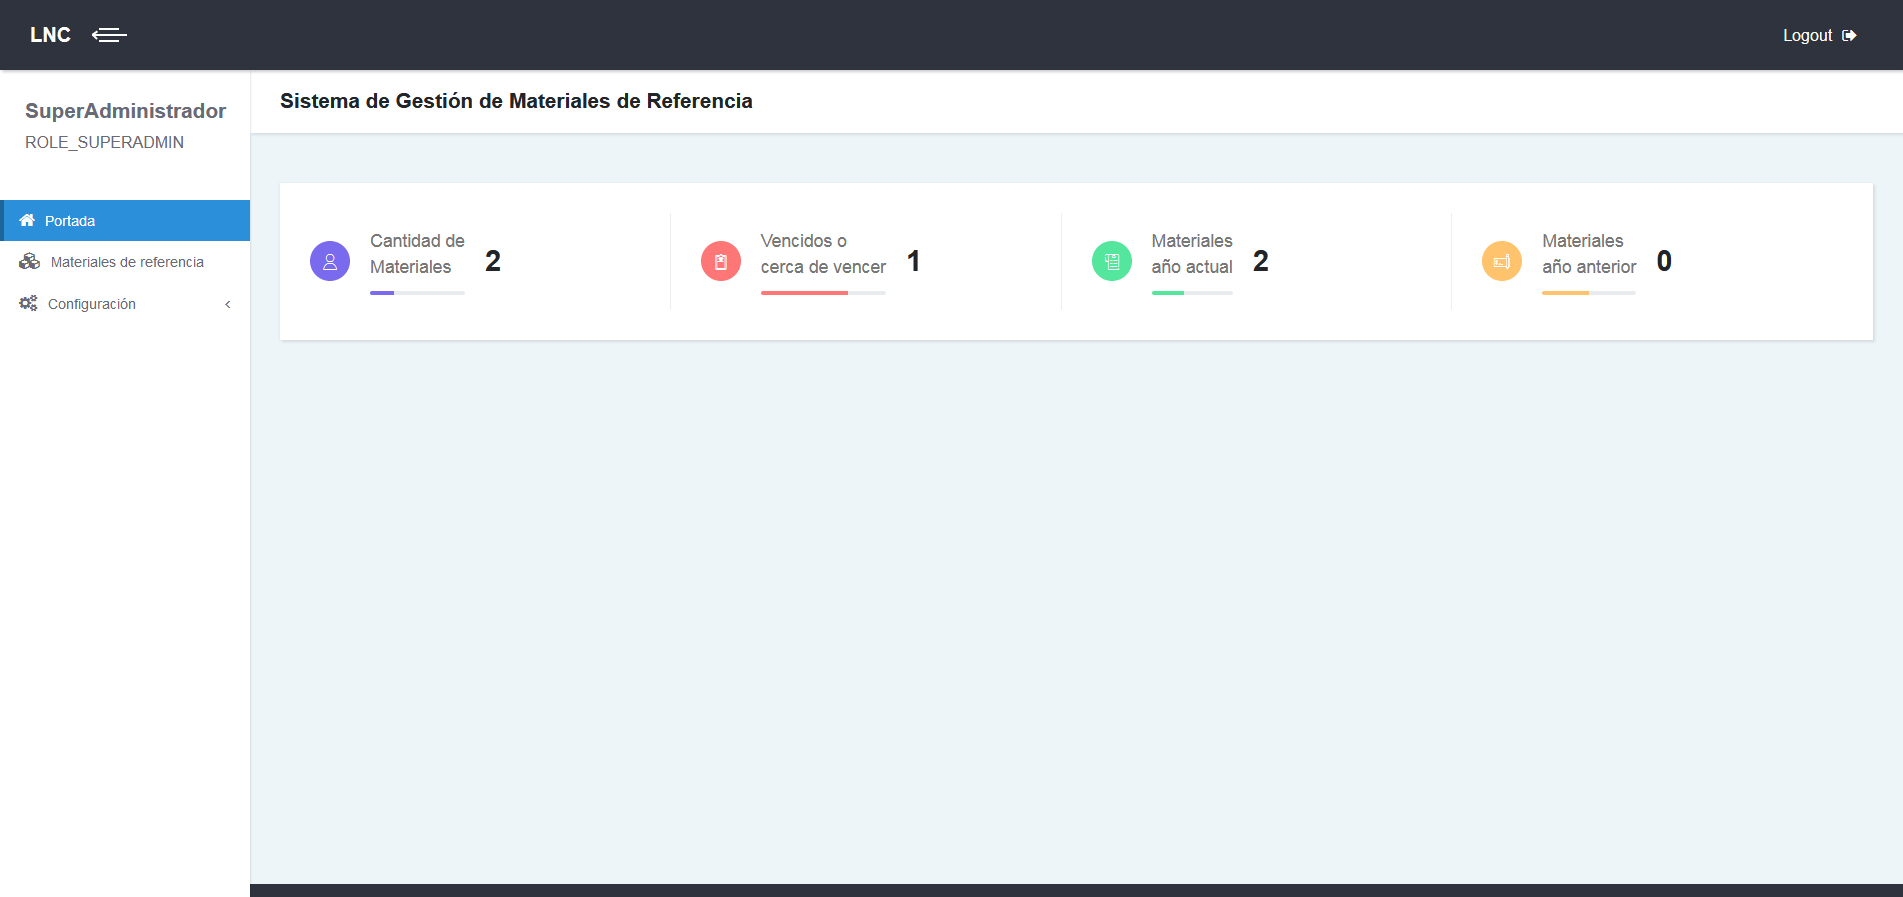 LNC
Logout
SuperAdministrador
ROLE_SUPERADMIN
Portada
Materiales de referencia
Configuración
Sistema de Gestión de Materiales de Referencia
Cantidad de
Materiales
2
Vencidos o
cerca de vencer
1
Materiales
año actual
2
Materiales
año anterior
0